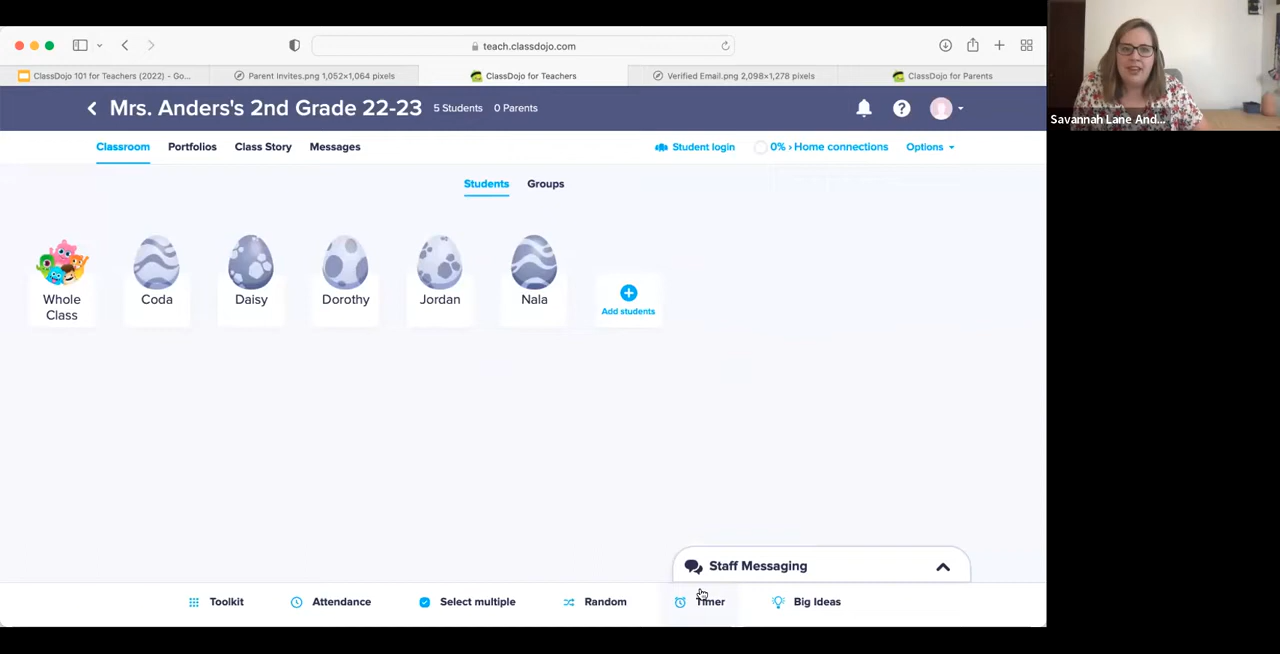 teach.classdojo.com
ClassDojo 101 for Teachers (2022) - Go...
Parent Invites.png 1,052×1,064 pixels
ClassDojo for Teachers
Verified Email.png 2,098×1,278 pixels
ClassDojo for Parents
Mrs. Anders's 2nd Grade 22-23
5 Students
0 Parents
Classroom
Portfolios
Class Story
Messages
Student login
0% › Home connections
Options
Students
Groups
Whole
Class
Coda
Daisy
Dorothy
Jordan
Nala
Add students
Staff Messaging
Toolkit
Attendance
Select multiple
Random
Timer
Big Ideas
Savannah Lane And...